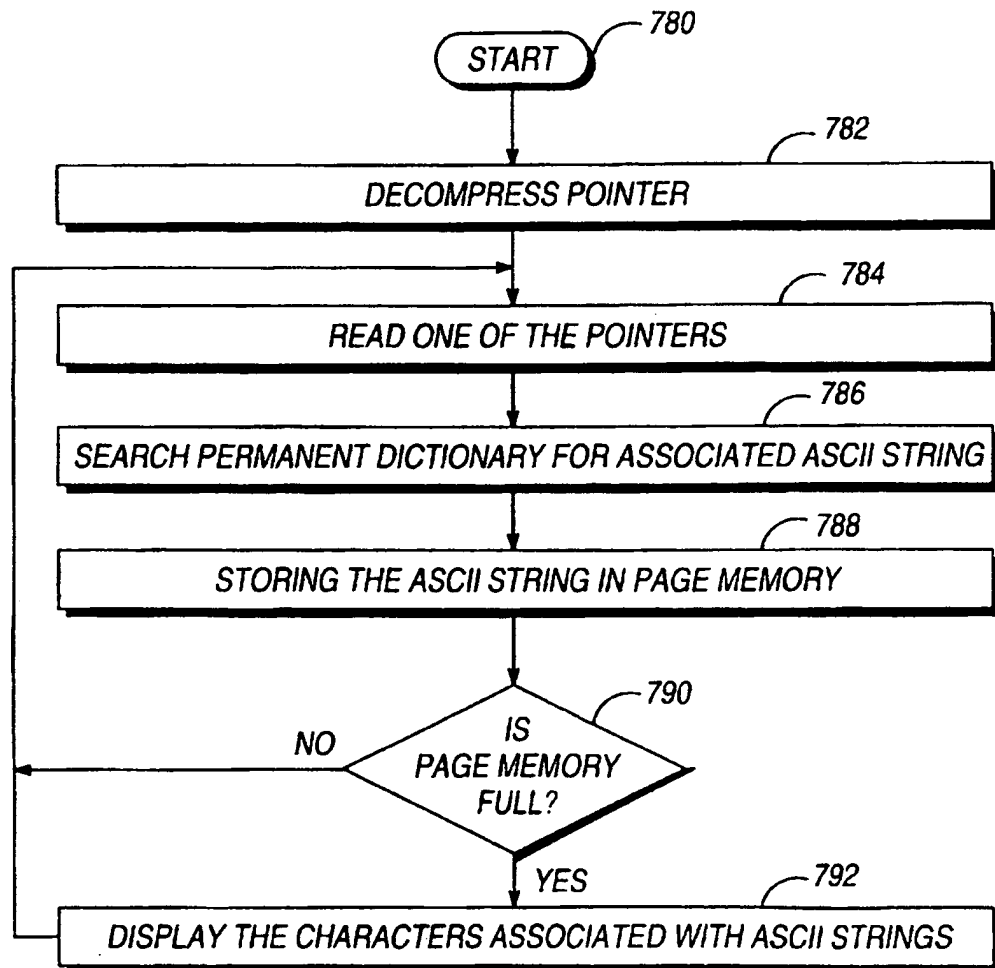 780
START
782
DECOMPRESS POINTER
784
READ ONE OF THE POINTERS
786
SEARCH PERMANENT DICTIONARY FOR ASSOCIATED ASCII STRING
788
STORING THE ASCII STRING IN PAGE MEMORY
790
IS
PAGE MEMORY
FULL?
NO
YES
792
DISPLAY THE CHARACTERS ASSOCIATED WITH ASCII STRINGS